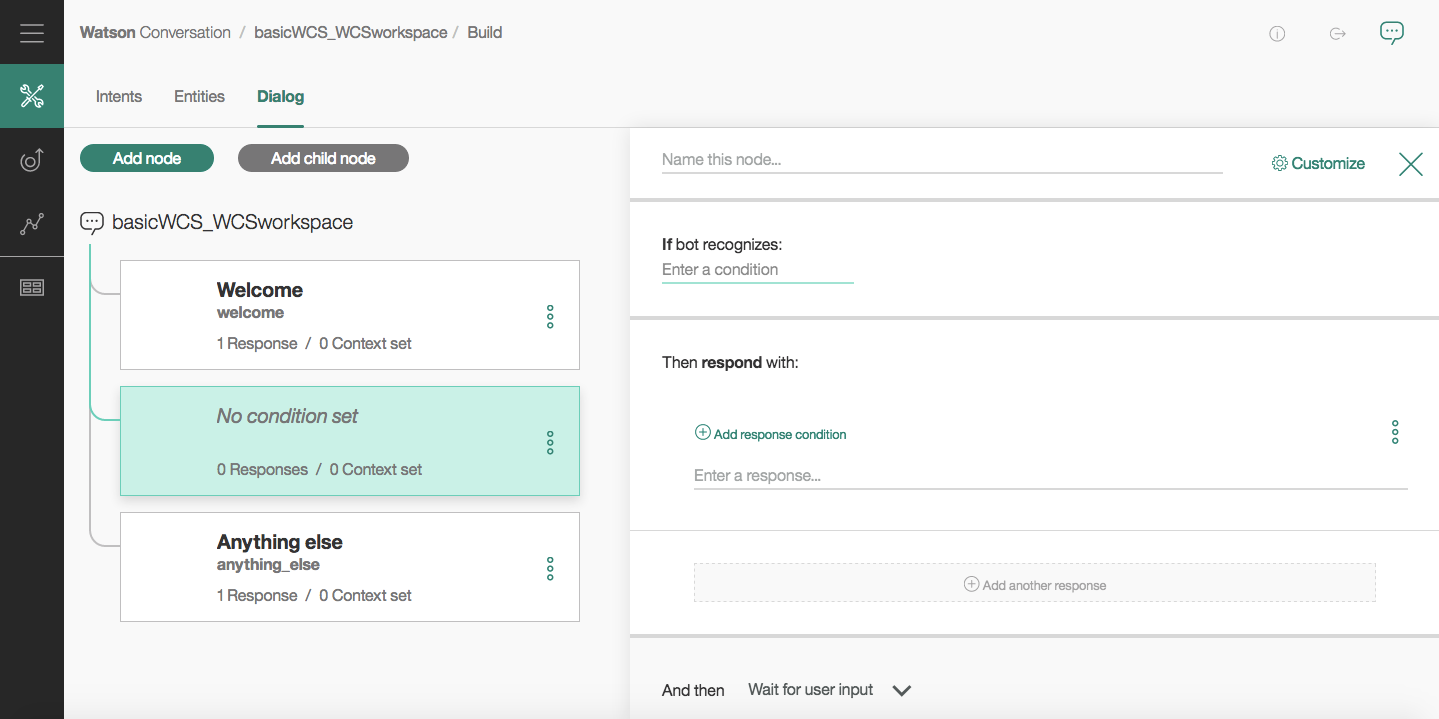 Watson Conversation / basicWCS_WCSworkspace / Build
Intents Entities Dialog
Add node Add child node
basicWCS_WCSworkspace
Welcome
welcome
1 Response / 0 Context set
No condition set
0 Responses / 0 Context set
Anything else
anything_else
1 Response / 0 Context set
Name this node...
Customize
If bot recognizes:
Enter a condition
Then respond with:
Add response condition
Enter a response...
Add another response
And then Wait for user input